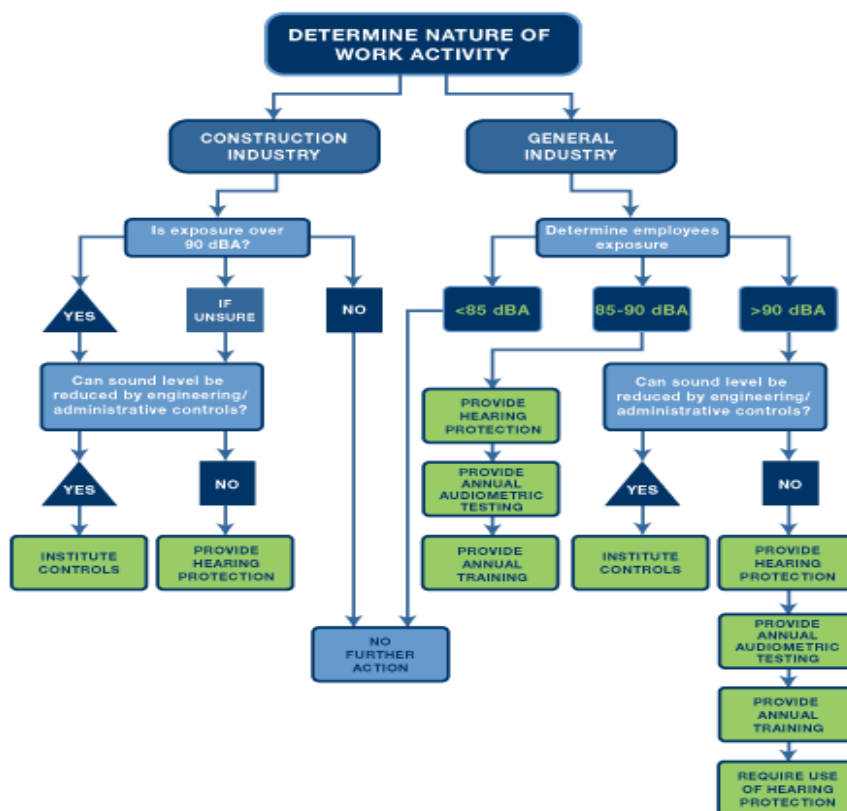 DETERMINE NATURE OF
WORK ACTIVITY
CONSTRUCTION
INDUSTRY
GENERAL
INDUSTRY
Is exposure over
90 dBA?
Determine employees
exposure
YES
IF
UNSURE
NO
<85 dBA
85-90 dBA
>90 dBA
Can sound level be
reduced by engineering/
administrative controls?
PROVIDE
HEARING
PROTECTION
Can sound level be
reduced by engineering/
administrative controls?
YES
NO
PROVIDE
ANNUAL
AUDIOMETRIC
TESTING
YES
NO
INSTITUTE
CONTROLS
PROVIDE
HEARING
PROTECTION
PROVIDE
ANNUAL
TRAINING
INSTITUTE
CONTROLS
PROVIDE
HEARING
PROTECTION
NO
FURTHER
ACTION
PROVIDE
ANNUAL
AUDIOMETRIC
TESTING
PROVIDE
ANNUAL
TRAINING
REQUIRE USE
OF HEARING
PROTECTION